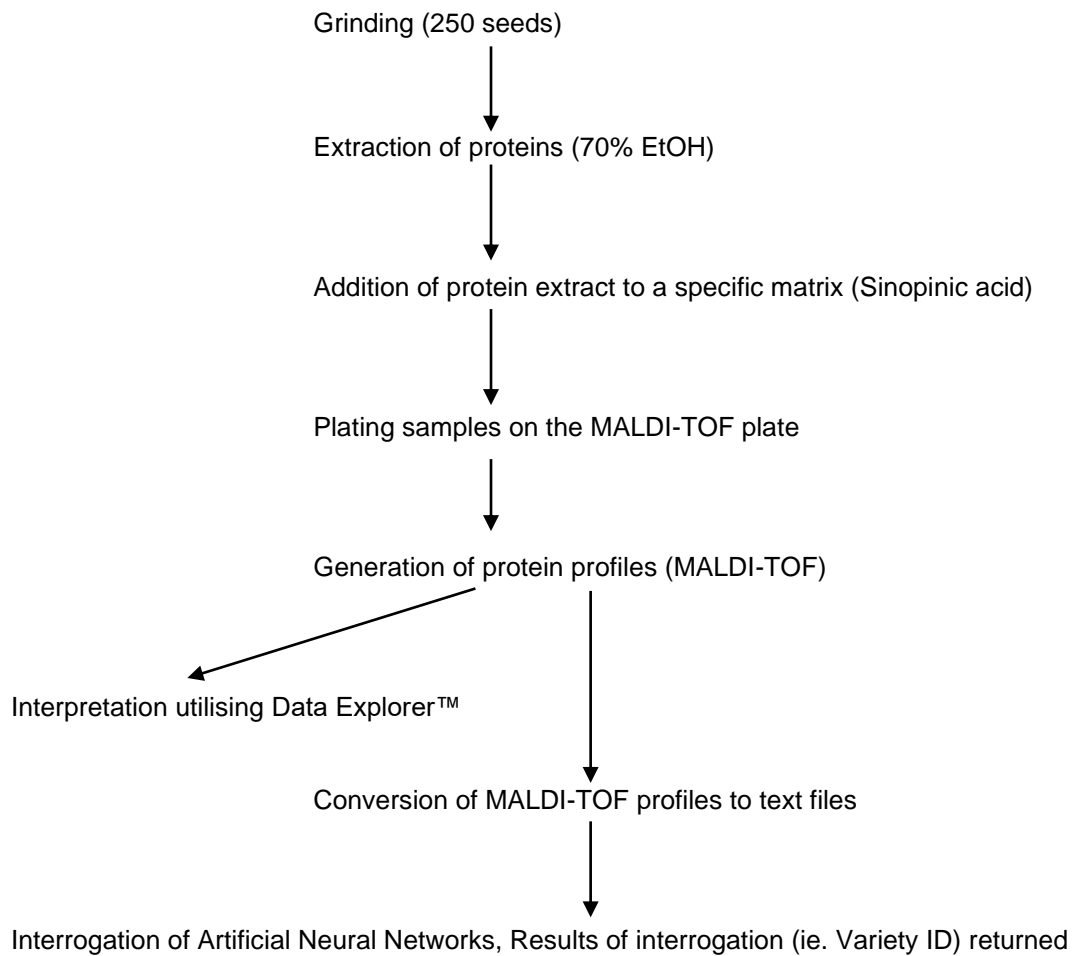 Grinding (250 seeds)
Extraction of proteins (70% EtOH)
Addition of protein extract to a specific matrix (Sinopinic acid)
Plating samples on the MALDI-TOF plate
Generation of protein profiles (MALDI-TOF)
Interpretation utilising Data Explorer™
Conversion of MALDI-TOF profiles to text files
Interrogation of Artificial Neural Networks, Results of interrogation (ie. Variety ID) returned